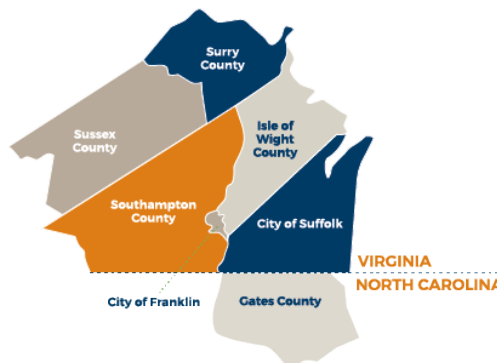 Surry
County
Sussex
County
Isle of
Wight
County
Southampton
County
City of Suffolk
VIRGINIA
NORTH CAROLINA
City of Franklin
Gates County